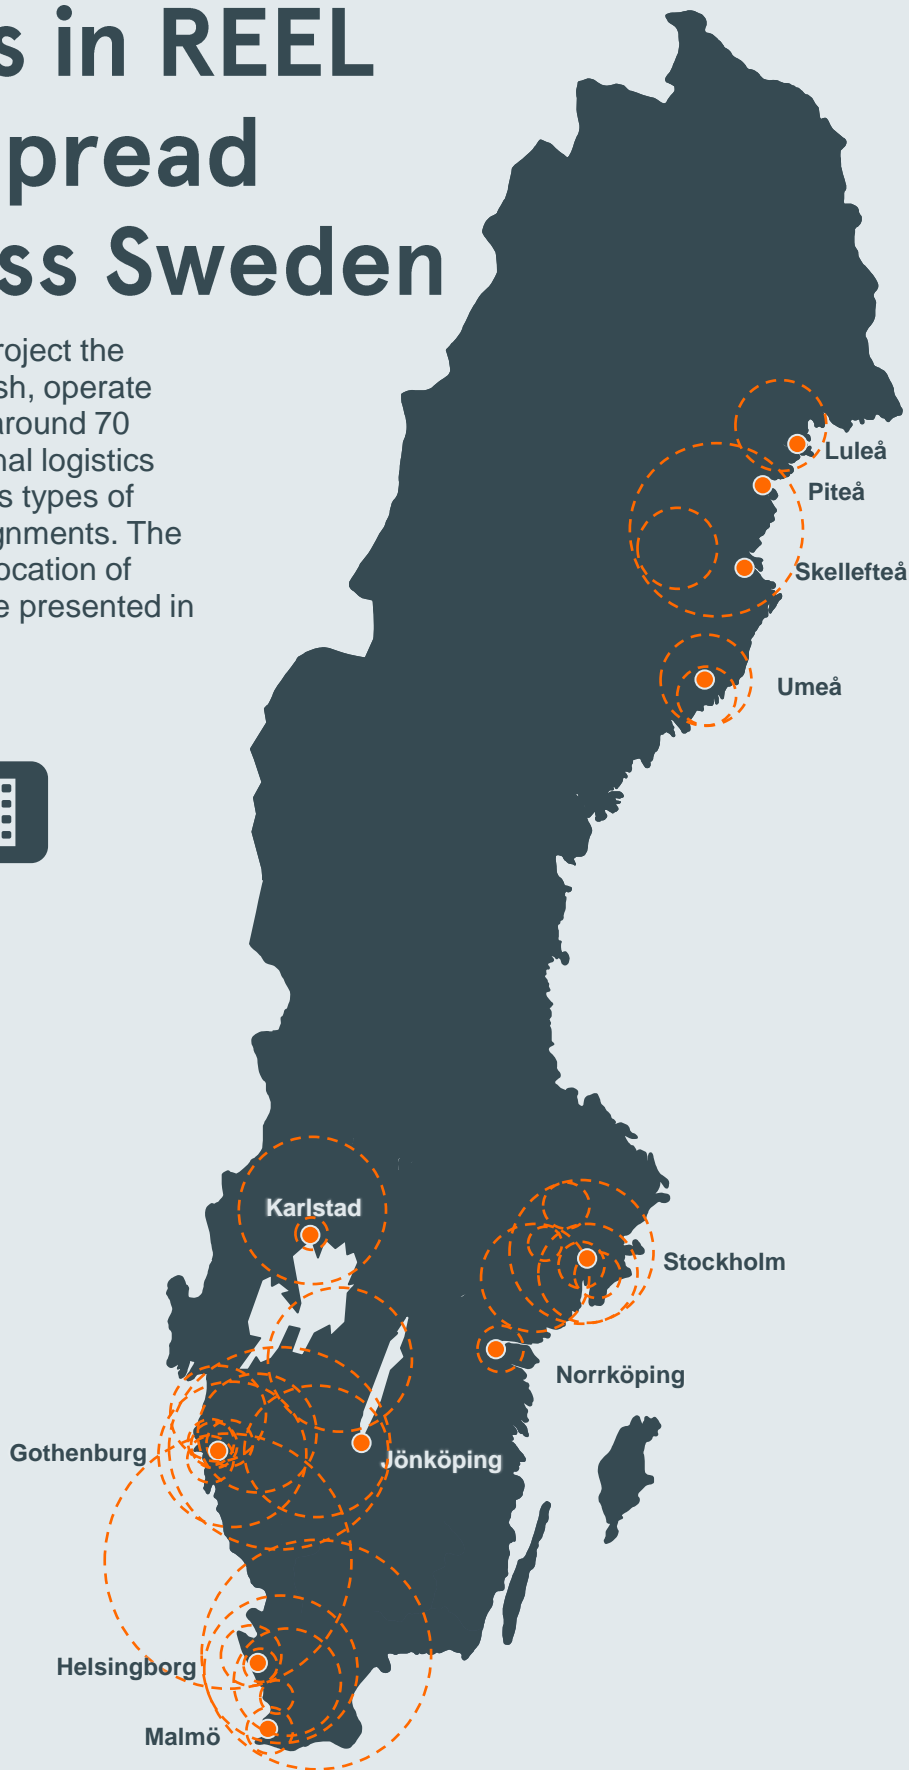 s in REEL
pread
ss Sweden
roject the
sh, operate
around 70
nal logistics
s types of
gnments. The
ocation of
e presented in
Luleå
Piteå
Skellefteå
Umeå
Karlstad
Stockholm
Norrköping
Gothenburg
Jönköping
Helsingborg
Malmö